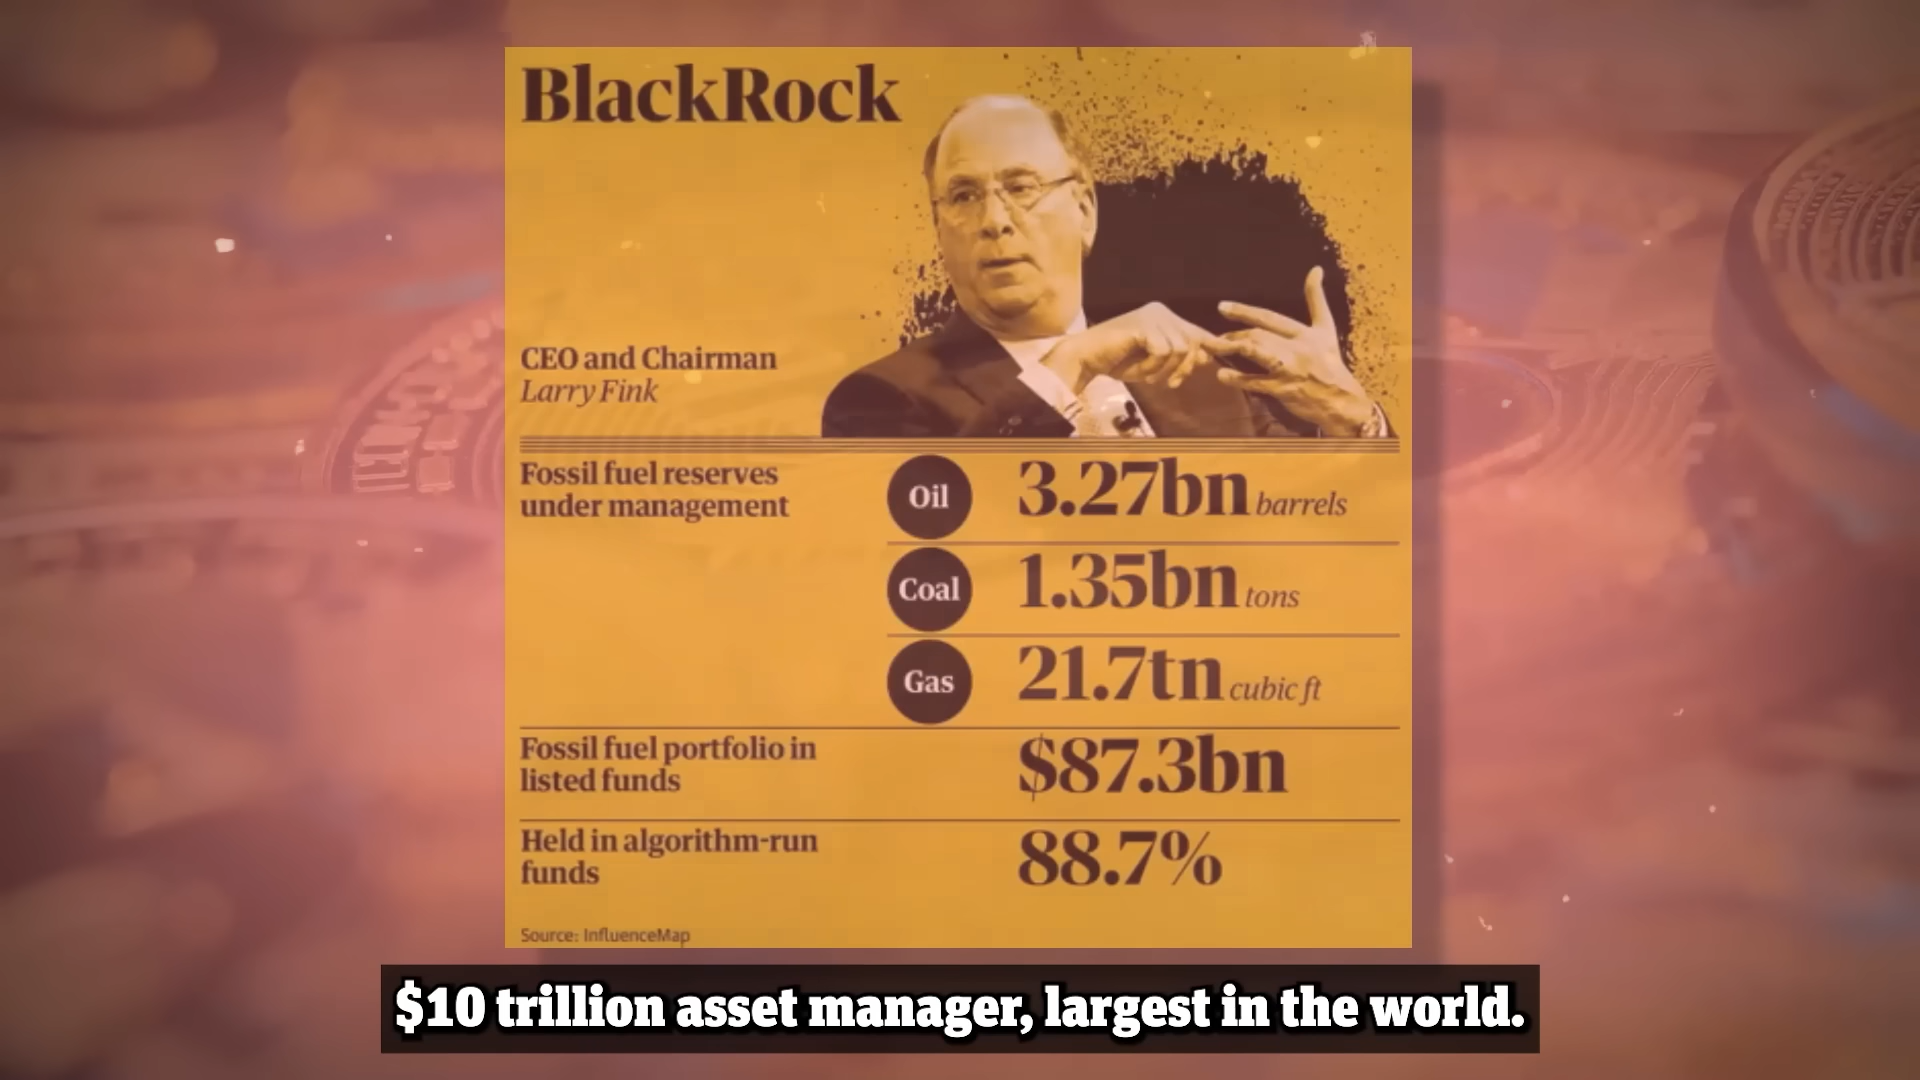 BlackRock
CEO and Chairman
Larry Fink
Fossil fuel reserves
under management
Oil
3.27bn barrels
Coal
1.35bn tons
Gas
21.7tn cubic ft
Fossil fuel portfolio in
listed funds
$87.3bn
Held in algorithm-run
funds
88.7%
Source: InfluenceMap
$10 trillion asset manager, largest in the world.